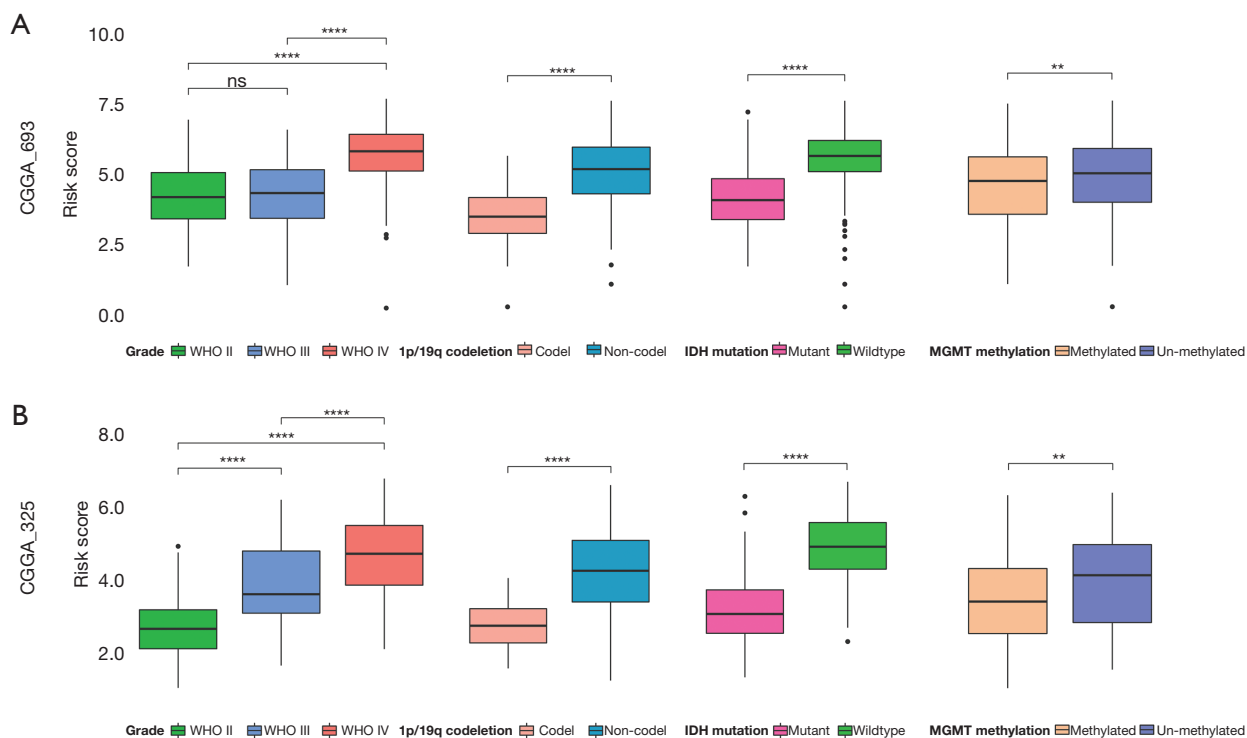 A
CGGA_693
Risk score
10.0
7.5
5.0
2.5
0.0
****
****
ns
****
****
**
Grade WHO II WHO III WHO IV 1p/19q codeletion Codel Non-codel IDH mutation Mutant Wildtype MGMT methylation Methylated Un-methylated
B
CGGA_325
Risk score
8.0
6.0
4.0
2.0
****
****
****
****
****
**
Grade WHO II WHO III WHO IV 1p/19q codeletion Codel Non-codel IDH mutation Mutant Wildtype MGMT methylation Methylated Un-methylated